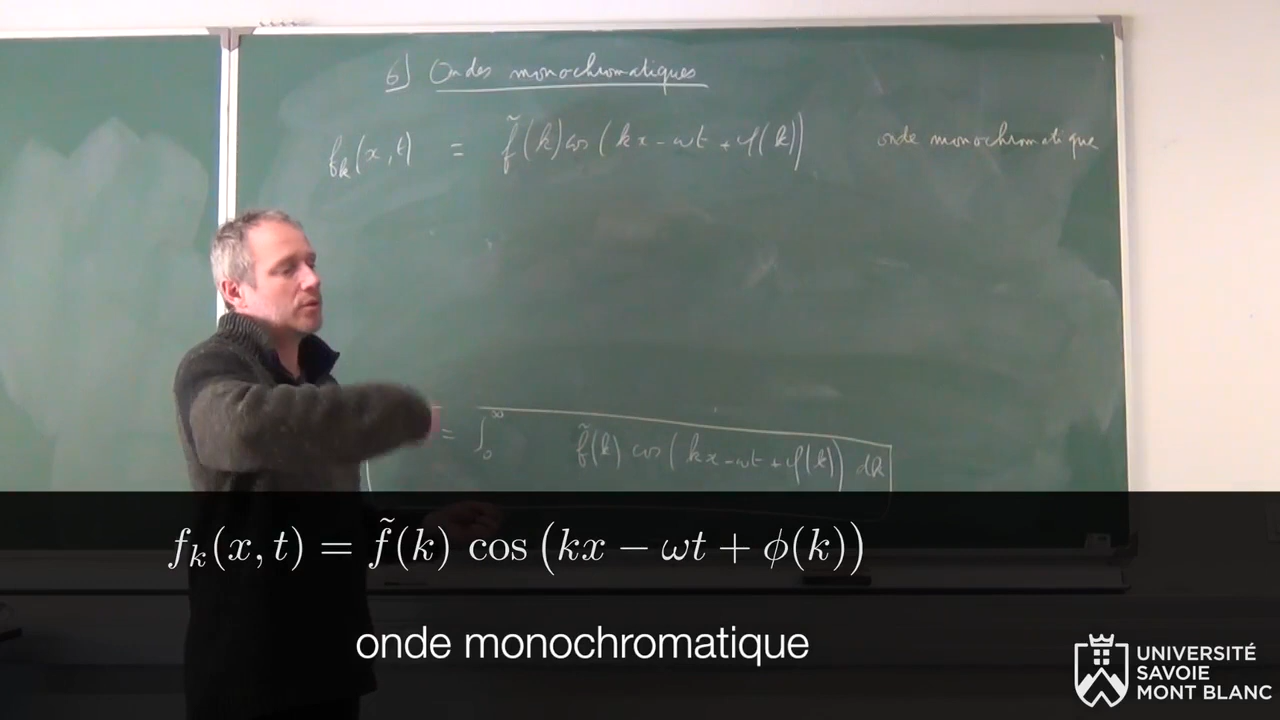 6) Ondes monochromatiques
f_k(x,t) = f̃(k) cos(kx - ωt + φ(k)) onde monochromatique
= ∫₀^∞ f̃(k) cos(kx - ωt + φ(k)) dk
f_k(x, t) = f̃(k) cos(kx − ωt + ϕ(k))
onde monochromatique
UNIVERSITÉ
SAVOIE
MONT BLANC